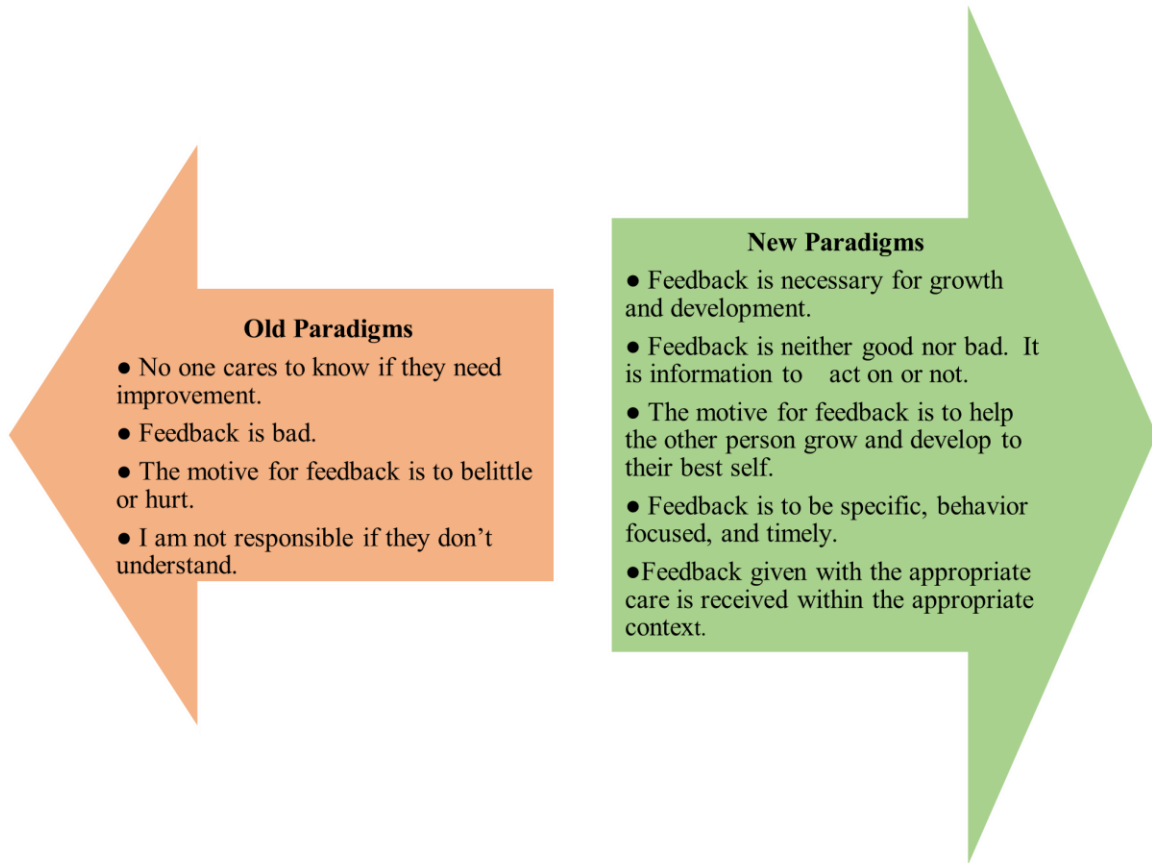 Old Paradigms
● No one cares to know if they need
improvement.
● Feedback is bad.
● The motive for feedback is to belittle
or hurt.
● I am not responsible if they don’t
understand.
New Paradigms
● Feedback is necessary for growth
and development.
● Feedback is neither good nor bad.  It
is information to   act on or not.
● The motive for feedback is to help
the other person grow and develop to
their best self.
● Feedback is to be specific, behavior
focused, and timely.
●Feedback given with the appropriate
care is received within the appropriate
context.